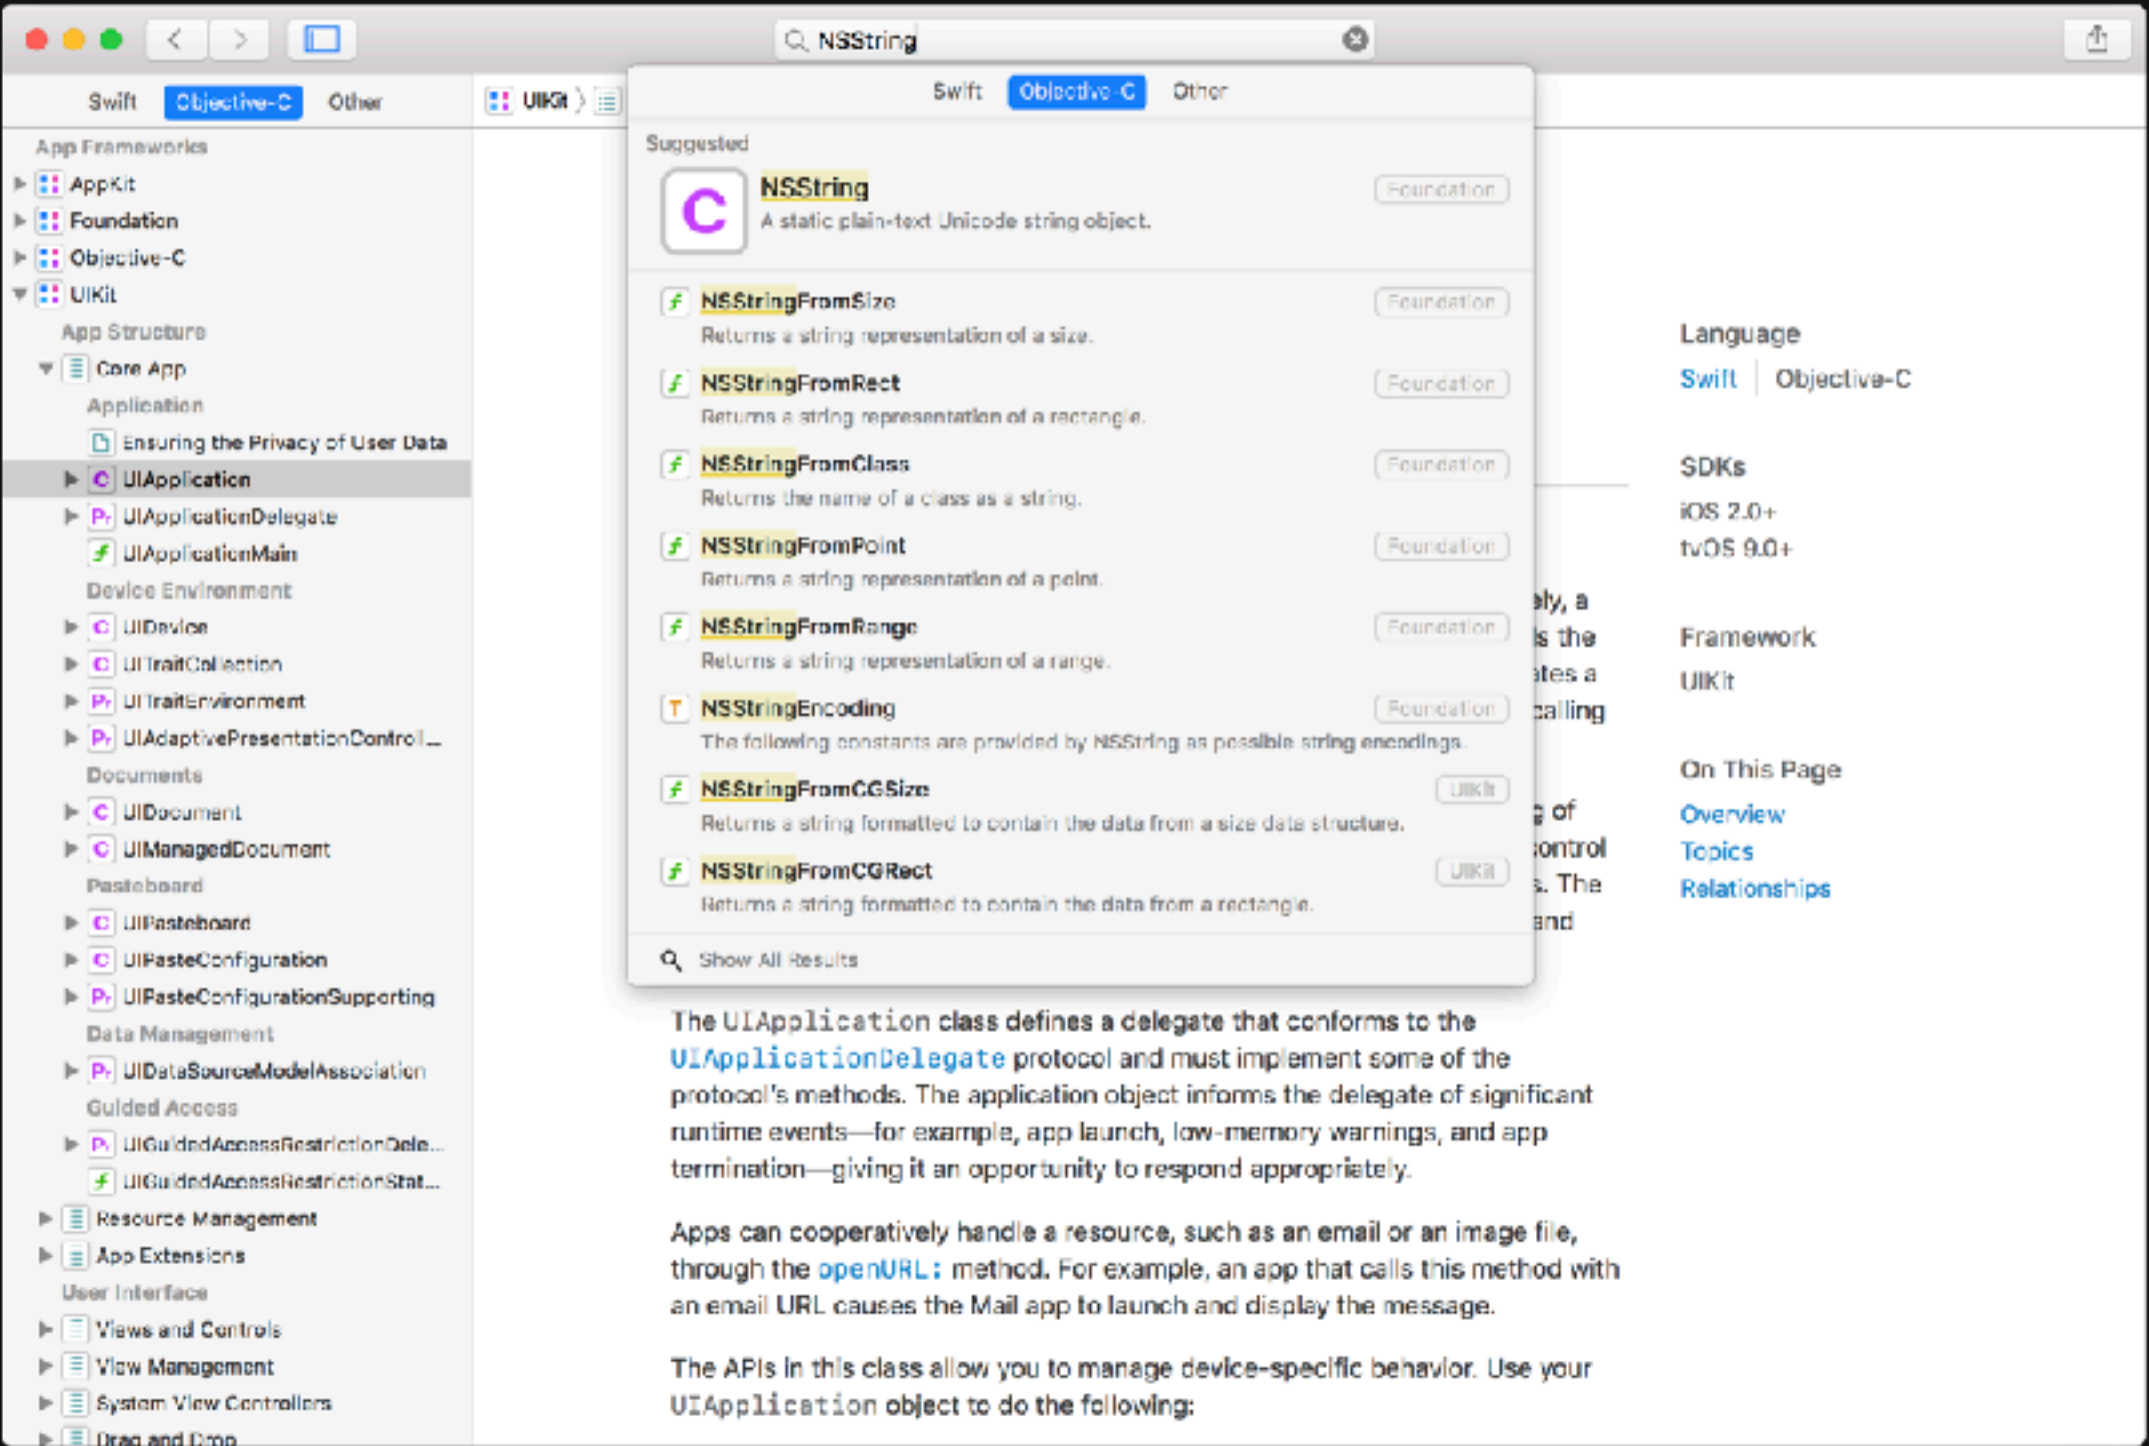 NSString
Swift Objective-C Other
App Frameworks
AppKit
Foundation
Objective-C
UIKit
App Structure
Core App
Application
Ensuring the Privacy of User Data
UIApplication
UIApplicationDelegate
UIApplicationMain
Device Environment
UIDevice
UITraitCollection
UITraitEnvironment
UIAdaptivePresentationControll...
Documents
UIDocument
UIManagedDocument
Pasteboard
UIPasteboard
UIPasteConfiguration
UIPasteConfigurationSupporting
Data Management
UIDataSourceModelAssociation
Guided Access
UIGuidedAccessRestrictionDele...
UIGuidedAccessRestrictionStat...
Resource Management
App Extensions
User Interface
Views and Controls
View Management
System View Controllers
Drag and Drop
UIKit
Swift Objective-C Other
Suggested
C
NSString Foundation
A static plain-text Unicode string object.
NSStringFromSize Foundation
Returns a string representation of a size.
NSStringFromRect Foundation
Returns a string representation of a rectangle.
NSStringFromClass Foundation
Returns the name of a class as a string.
NSStringFromPoint Foundation
Returns a string representation of a point.
NSStringFromRange Foundation
Returns a string representation of a range.
NSStringEncoding Foundation
The following constants are provided by NSString as possible string encodings.
NSStringFromCGSize UIKit
Returns a string formatted to contain the data from a size data structure.
NSStringFromCGRect UIKit
Returns a string formatted to contain the data from a rectangle.
Show All Results
ely, a
ls the
ates a
calling
g of
control
s. The
and
The UIApplication class defines a delegate that conforms to the
UIApplicationDelegate protocol and must implement some of the
protocol's methods. The application object informs the delegate of significant
runtime events—for example, app launch, low-memory warnings, and app
termination—giving it an opportunity to respond appropriately.
Apps can cooperatively handle a resource, such as an email or an image file,
through the openURL: method. For example, an app that calls this method with
an email URL causes the Mail app to launch and display the message.
The APIs in this class allow you to manage device-specific behavior. Use your
UIApplication object to do the following:
Language
Swift Objective-C
SDKs
iOS 2.0+
tvOS 9.0+
Framework
UIKit
On This Page
Overview
Topics
Relationships